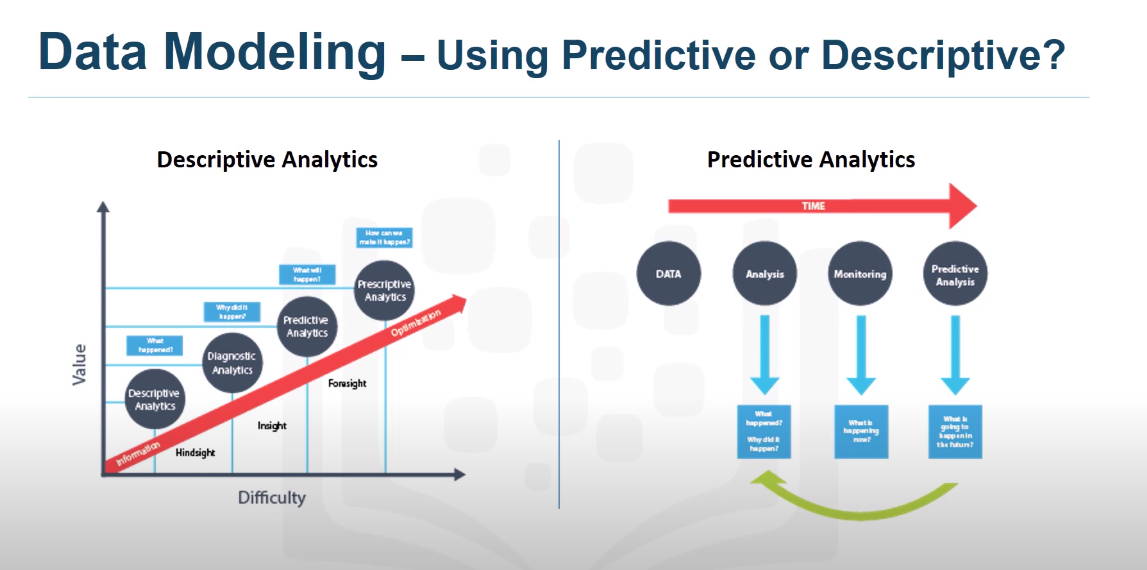 Data Modeling – Using Predictive or Descriptive?
Descriptive Analytics
Value
How can we
make it happen?
What will
happen?
Why did it
happen?
What
happened?
Prescriptive
Analytics
Predictive
Analytics
Diagnostic
Analytics
Descriptive
Analytics
Optimization
Information
Foresight
Insight
Hindsight
Difficulty
Predictive Analytics
TIME
DATA
Analysis
Monitoring
Predictive
Analysis
What
happened?
Why did it
happen?
What is
happening
now?
What is
going to
happen in
the future?